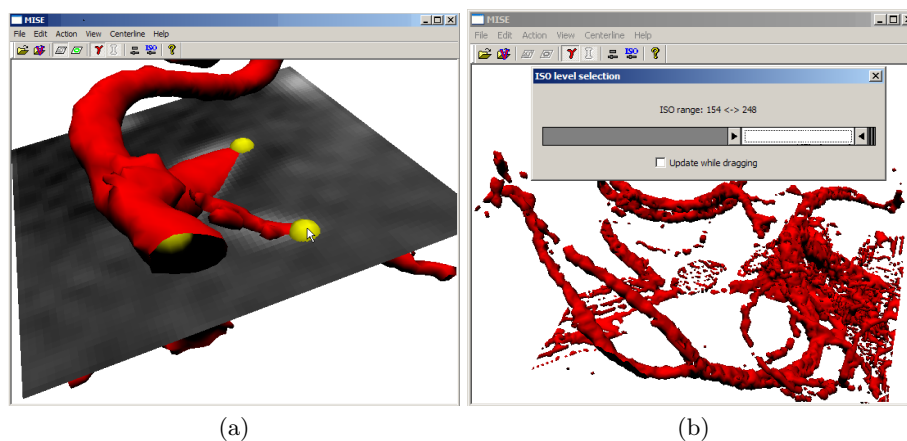 MISE
File Edit Action View Centerline Help
ISO
MISE
File Edit Action View Centerline Help
ISO
ISO level selection
ISO range: 154 <-> 248
Update while dragging
(a)
(b)